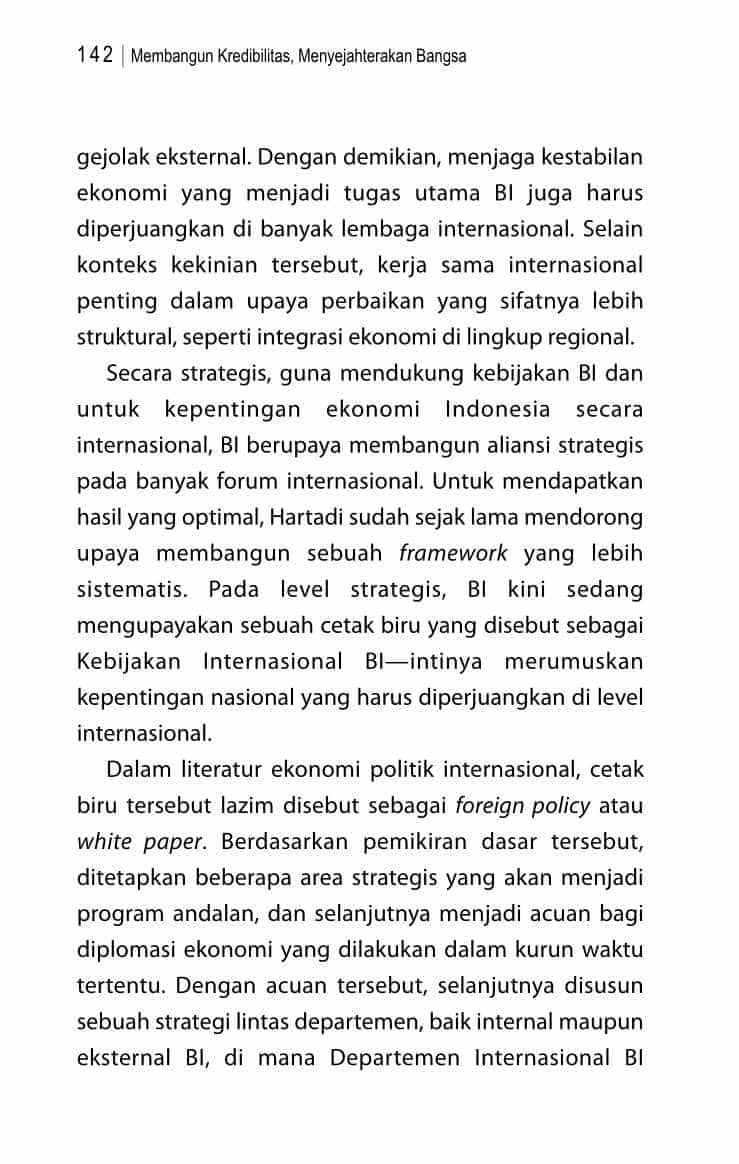 142 | Membangun Kredibilitas, Menyejahterakan Bangsa
gejolak eksternal. Dengan demikian, menjaga kestabilan
ekonomi yang menjadi tugas utama BI juga harus
diperjuangkan di banyak lembaga internasional. Selain
konteks kekinian tersebut, kerja sama internasional
penting dalam upaya perbaikan yang sifatnya lebih
struktural, seperti integrasi ekonomi di lingkup regional.
Secara strategis, guna mendukung kebijakan BI dan
untuk kepentingan ekonomi Indonesia secara
internasional, BI berupaya membangun aliansi strategis
pada banyak forum internasional. Untuk mendapatkan
hasil yang optimal, Hartadi sudah sejak lama mendorong
upaya membangun sebuah framework yang lebih
sistematis. Pada level strategis, BI kini sedang
mengupayakan sebuah cetak biru yang disebut sebagai
Kebijakan Internasional BI—intinya merumuskan
kepentingan nasional yang harus diperjuangkan di level
internasional.
Dalam literatur ekonomi politik internasional, cetak
biru tersebut lazim disebut sebagai foreign policy atau
white paper. Berdasarkan pemikiran dasar tersebut,
ditetapkan beberapa area strategis yang akan menjadi
program andalan, dan selanjutnya menjadi acuan bagi
diplomasi ekonomi yang dilakukan dalam kurun waktu
tertentu. Dengan acuan tersebut, selanjutnya disusun
sebuah strategi lintas departemen, baik internal maupun
eksternal BI, di mana Departemen Internasional BI